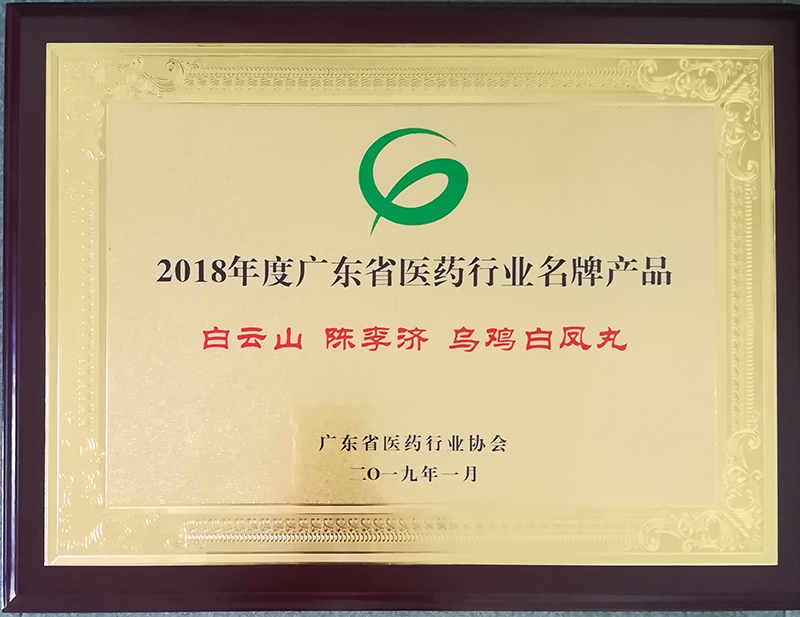 2018年度广东省医药行业名牌产品
白云山 陈李济 乌鸡白凤丸
广东省医药行业协会
二〇一九年一月